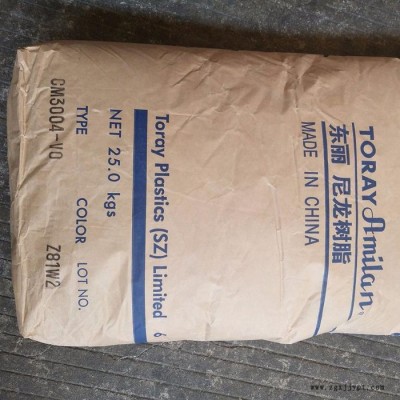 TORAY Amilan
东丽 尼龙树脂
MADE IN CHINA
Toray Plastics (SZ) Limited 6
NET 25.0 kgs
TYPE COLOR LOT NO.
CM3004-V0 Z81W2